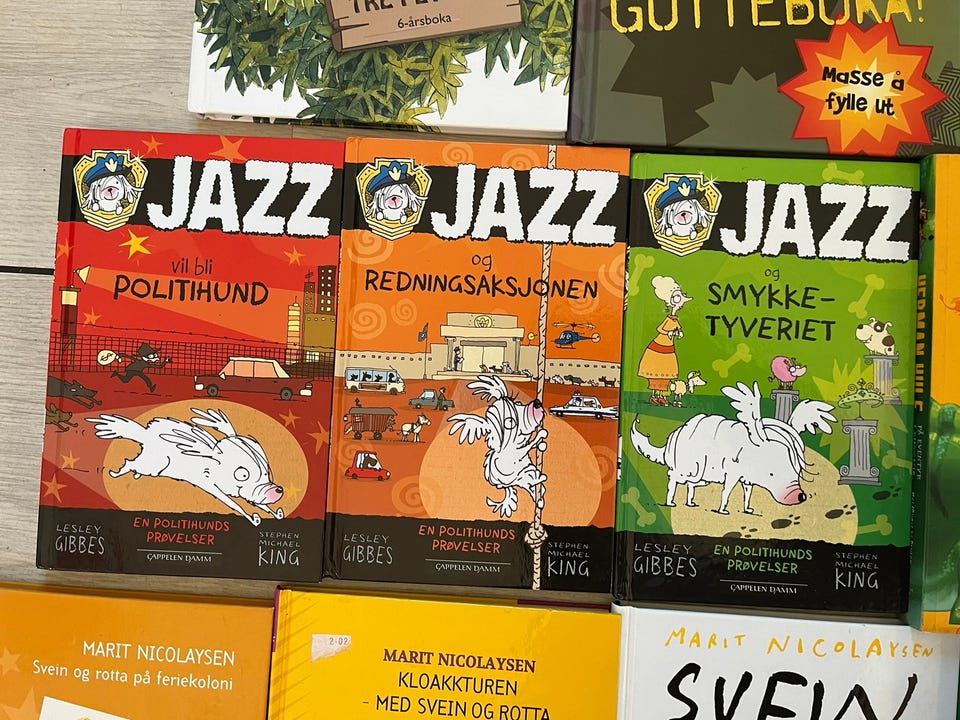 6-årsboka
GUTTEBOKA!
Masse å
fylle ut
JAZZ
vil bli
POLITIHUND
LESLEY
GIBBES
EN POLITIHUNDS
PRØVELSER
CAPPELEN DAMM
STEPHEN
MICHAEL
KING
JAZZ
og
REDNINGSAKSJONEN
LESLEY
GIBBES
EN POLITIHUNDS
PRØVELSER
CAPPELEN DAMM
STEPHEN
MICHAEL
KING
JAZZ
og
SMYKKE-
TYVERIET
LESLEY
GIBBES
EN POLITIHUNDS
PRØVELSER
CAPPELEN DAMM
STEPHEN
MICHAEL
KING
MARIT NICOLAYSEN
Svein og rotta på feriekoloni
2.02
MARIT NICOLAYSEN
KLOAKKTUREN
- MED SVEIN OG ROTTA
MARIT NICOLAYSEN
SVEIN